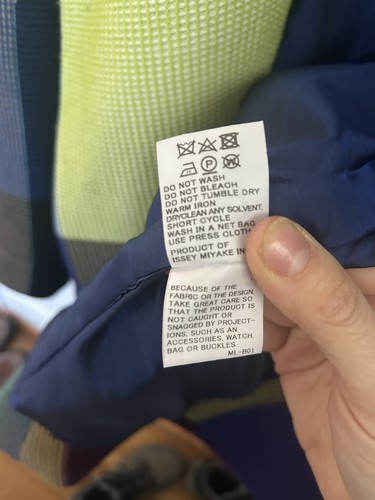 DO NOT WASH
DO NOT BLEACH
DO NOT TUMBLE DRY
WARM IRON
DRYCLEAN ANY SOLVENT,
SHORT CYCLE
WASH IN A NET BAG
USE PRESS CLOTH
PRODUCT OF
ISSEY MIYAKE IN
BECAUSE OF THE
FABRIC OR THE DESIGN,
TAKE GREAT CARE SO
THAT THE PRODUCT IS
NOT CAUGHT OR
SNAGGED BY PROJECT-
IONS, SUCH AS AN
ACCESSORIES, WATCH,
BAG OR BUCKLES.
ML-B01